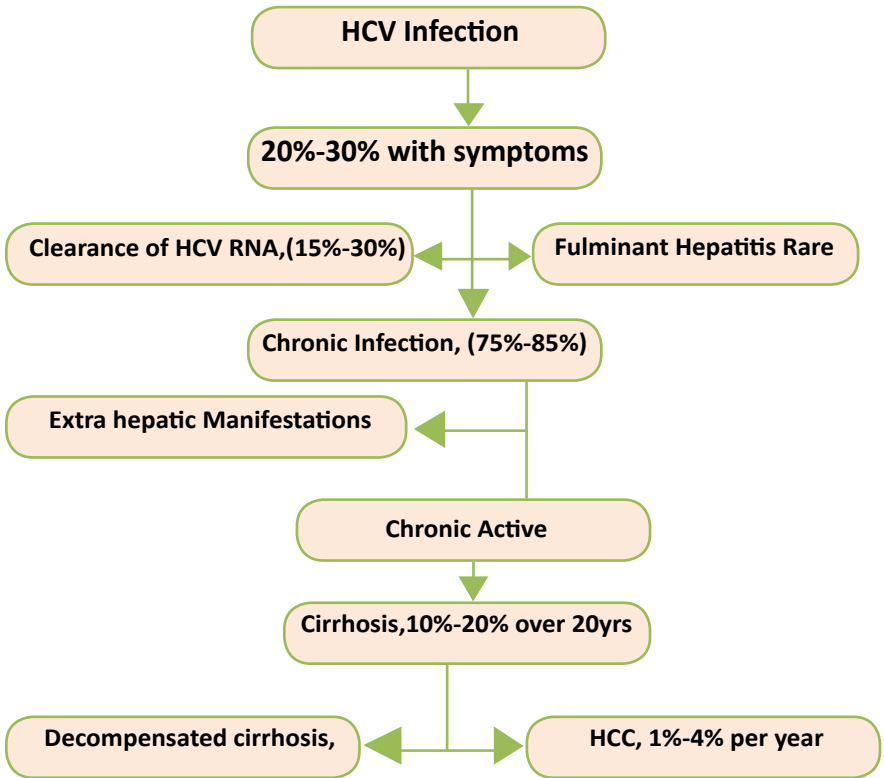 HCV Infection
20%-30% with symptoms
Clearance of HCV RNA,(15%-30%)
Fulminant Hepatitis Rare
Chronic Infection, (75%-85%)
Extra hepatic Manifestations
Chronic Active
Cirrhosis,10%-20% over 20yrs
Decompensated cirrhosis,
HCC, 1%-4% per year